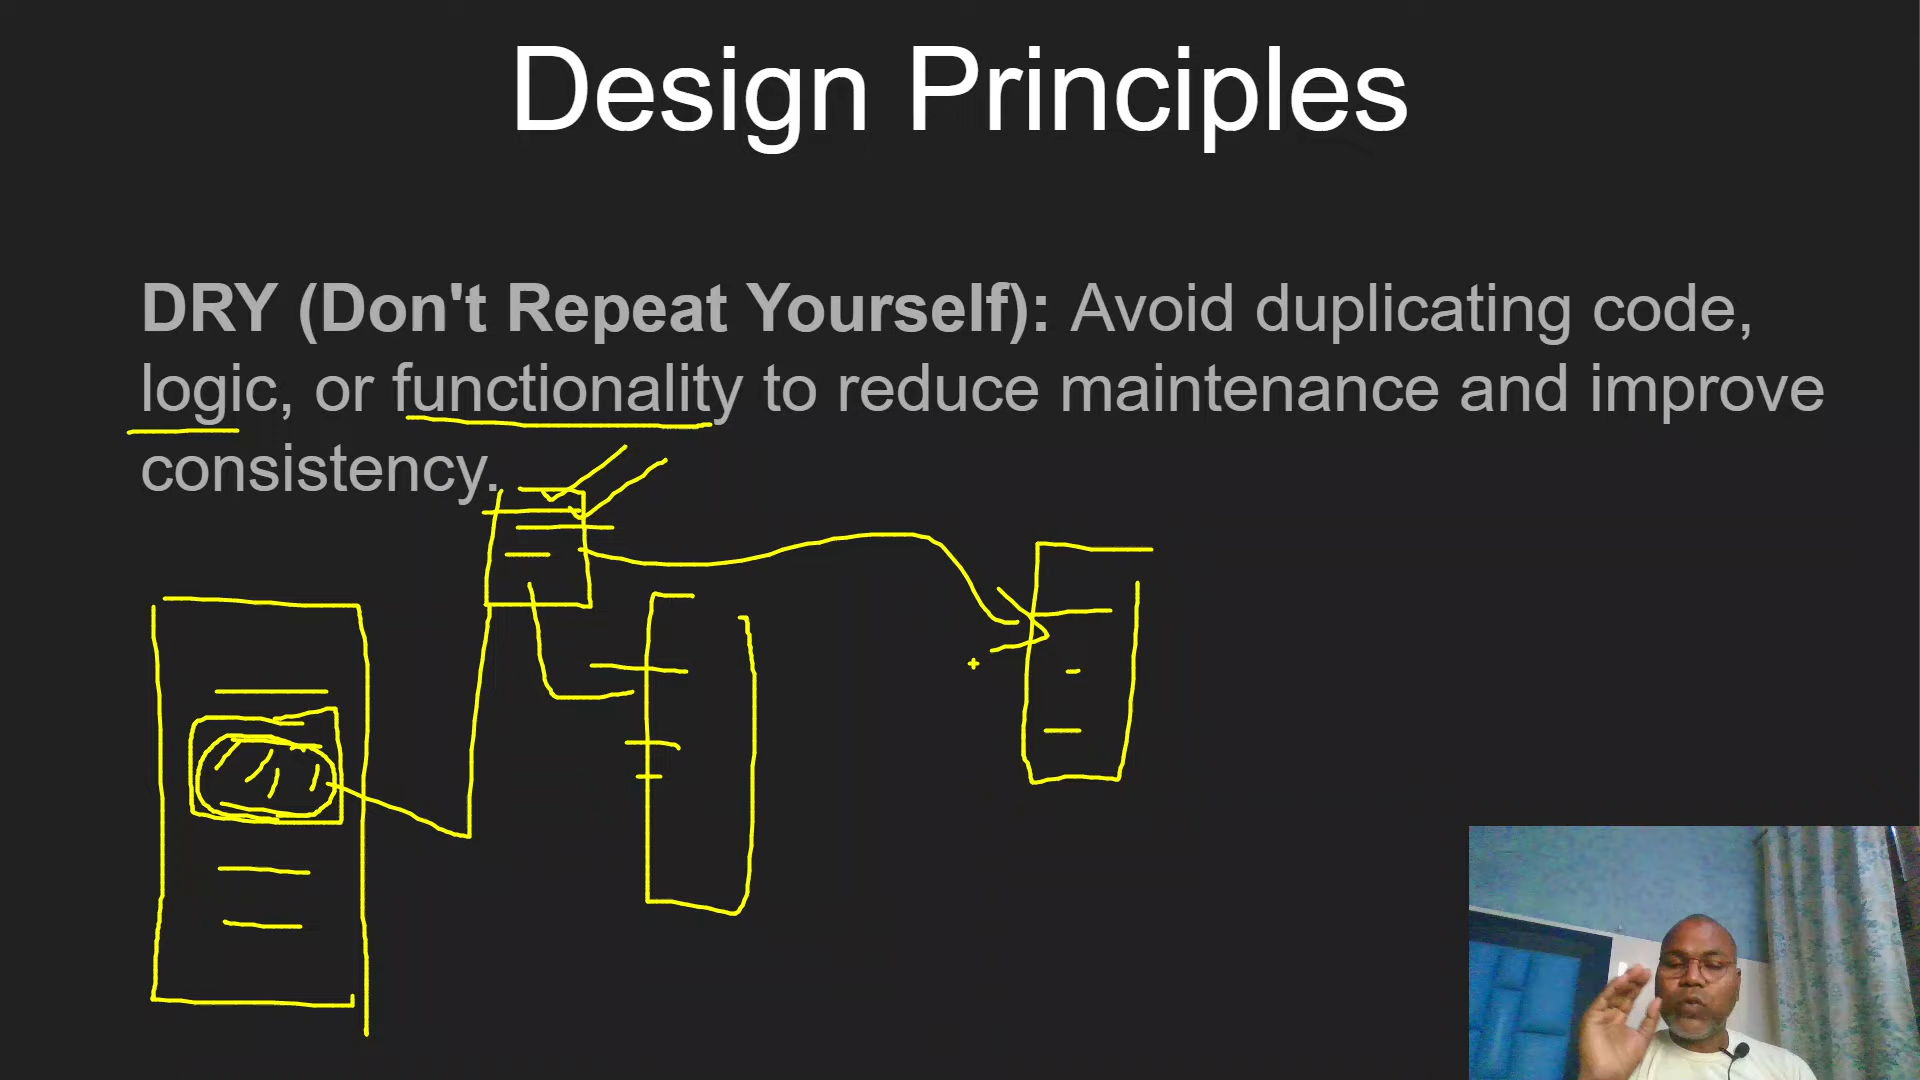 Design Principles
DRY (Don't Repeat Yourself): Avoid duplicating code,
logic, or functionality to reduce maintenance and improve
consistency.